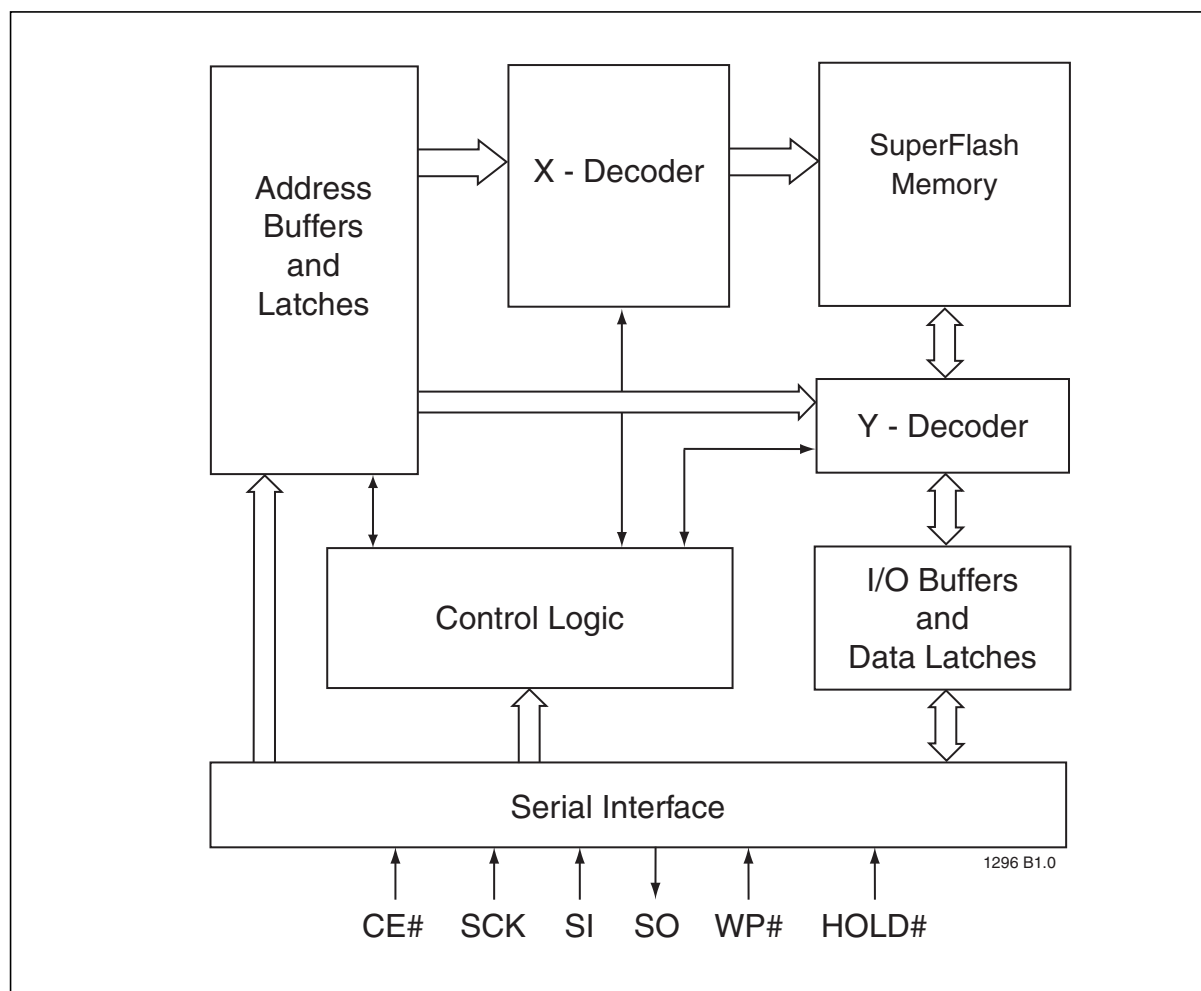 Address
Buffers
and
Latches
X - Decoder
SuperFlash
Memory
Y - Decoder
Control Logic
I/O Buffers
and
Data Latches
Serial Interface
1296 B1.0
CE# SCK SI SO WP# HOLD#